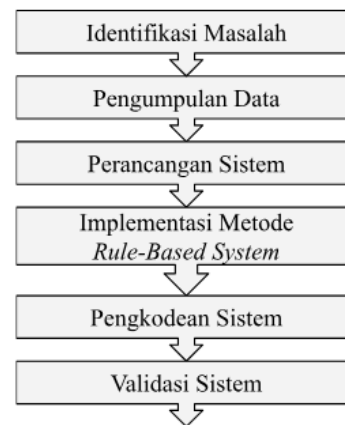 Identifikasi Masalah
Pengumpulan Data
Perancangan Sistem
Implementasi Metode
Rule-Based System
Pengkodean Sistem
Validasi Sistem